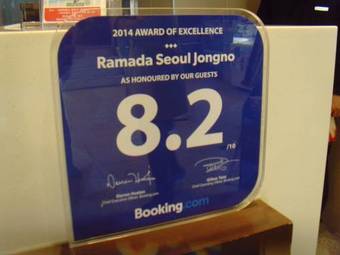 2014 AWARD OF EXCELLENCE
Ramada Seoul Jongno
AS HONOURED BY OUR GUESTS
8.2
/10
Booking.com